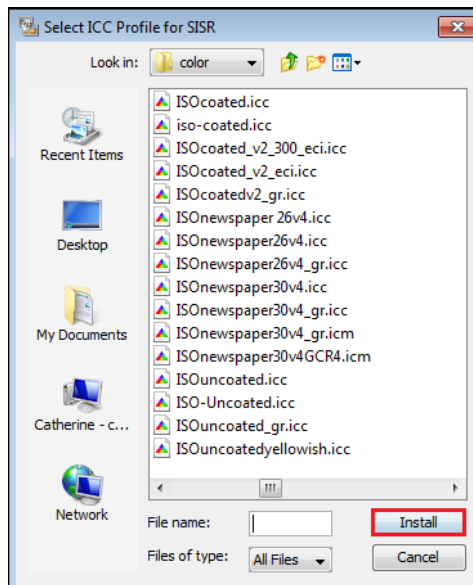 Select ICC Profile for SISR
Look in: color
Recent Items
Desktop
My Documents
Catherine - c...
Network
ISOcoated.icc
iso-coated.icc
ISOcoated_v2_300_eci.icc
ISOcoated_v2_eci.icc
ISOcoatedv2_gr.icc
ISOnewspaper 26v4.icc
ISOnewspaper26v4.icc
ISOnewspaper26v4_gr.icc
ISOnewspaper30v4.icc
ISOnewspaper30v4_gr.icc
ISOnewspaper30v4_gr.icm
ISOnewspaper30v4GCR4.icm
ISOuncoated.icc
ISO-Uncoated.icc
ISOuncoated_gr.icc
ISOuncoatedyellowish.icc
File name: Install
Files of type: All Files Cancel